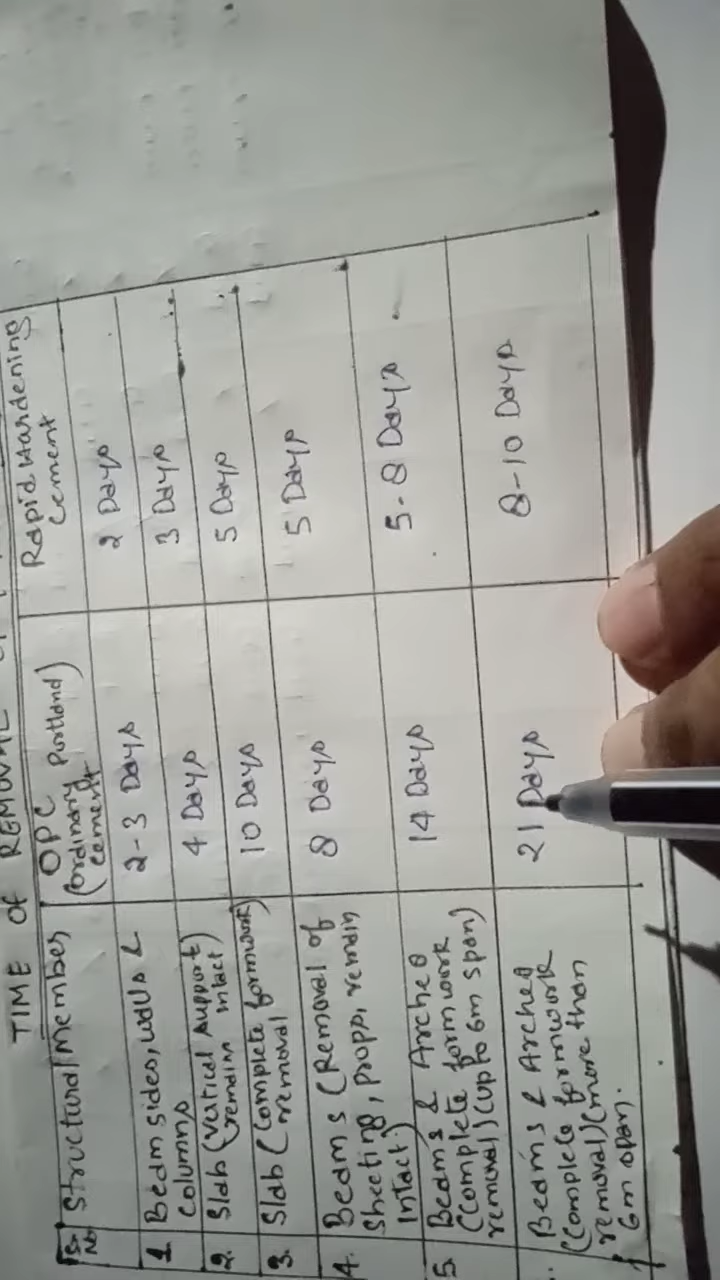 TIME OF REMOVAL OF
Sr. No
Structural Member
OPC
(ordinary Portland)
cement
Rapid Hardening
Cement
1. Beam sides, walls &
columns
2-3 Days
2 Days
2. Slab (vertical support
remain intact)
4 Days
3 Days
3. Slab (complete formwork
removal
10 Days
5 Days
4. Beams (Removal of
sheeting, props, remain
intact)
8 Days
5 Days
5. Beams & Arches
(complete formwork
removal) (up to 6m span)
14 Days
5-8 Days
Beams & Arches
(complete formwork
removal) (more than
6m span).
21 Days
8-10 Days